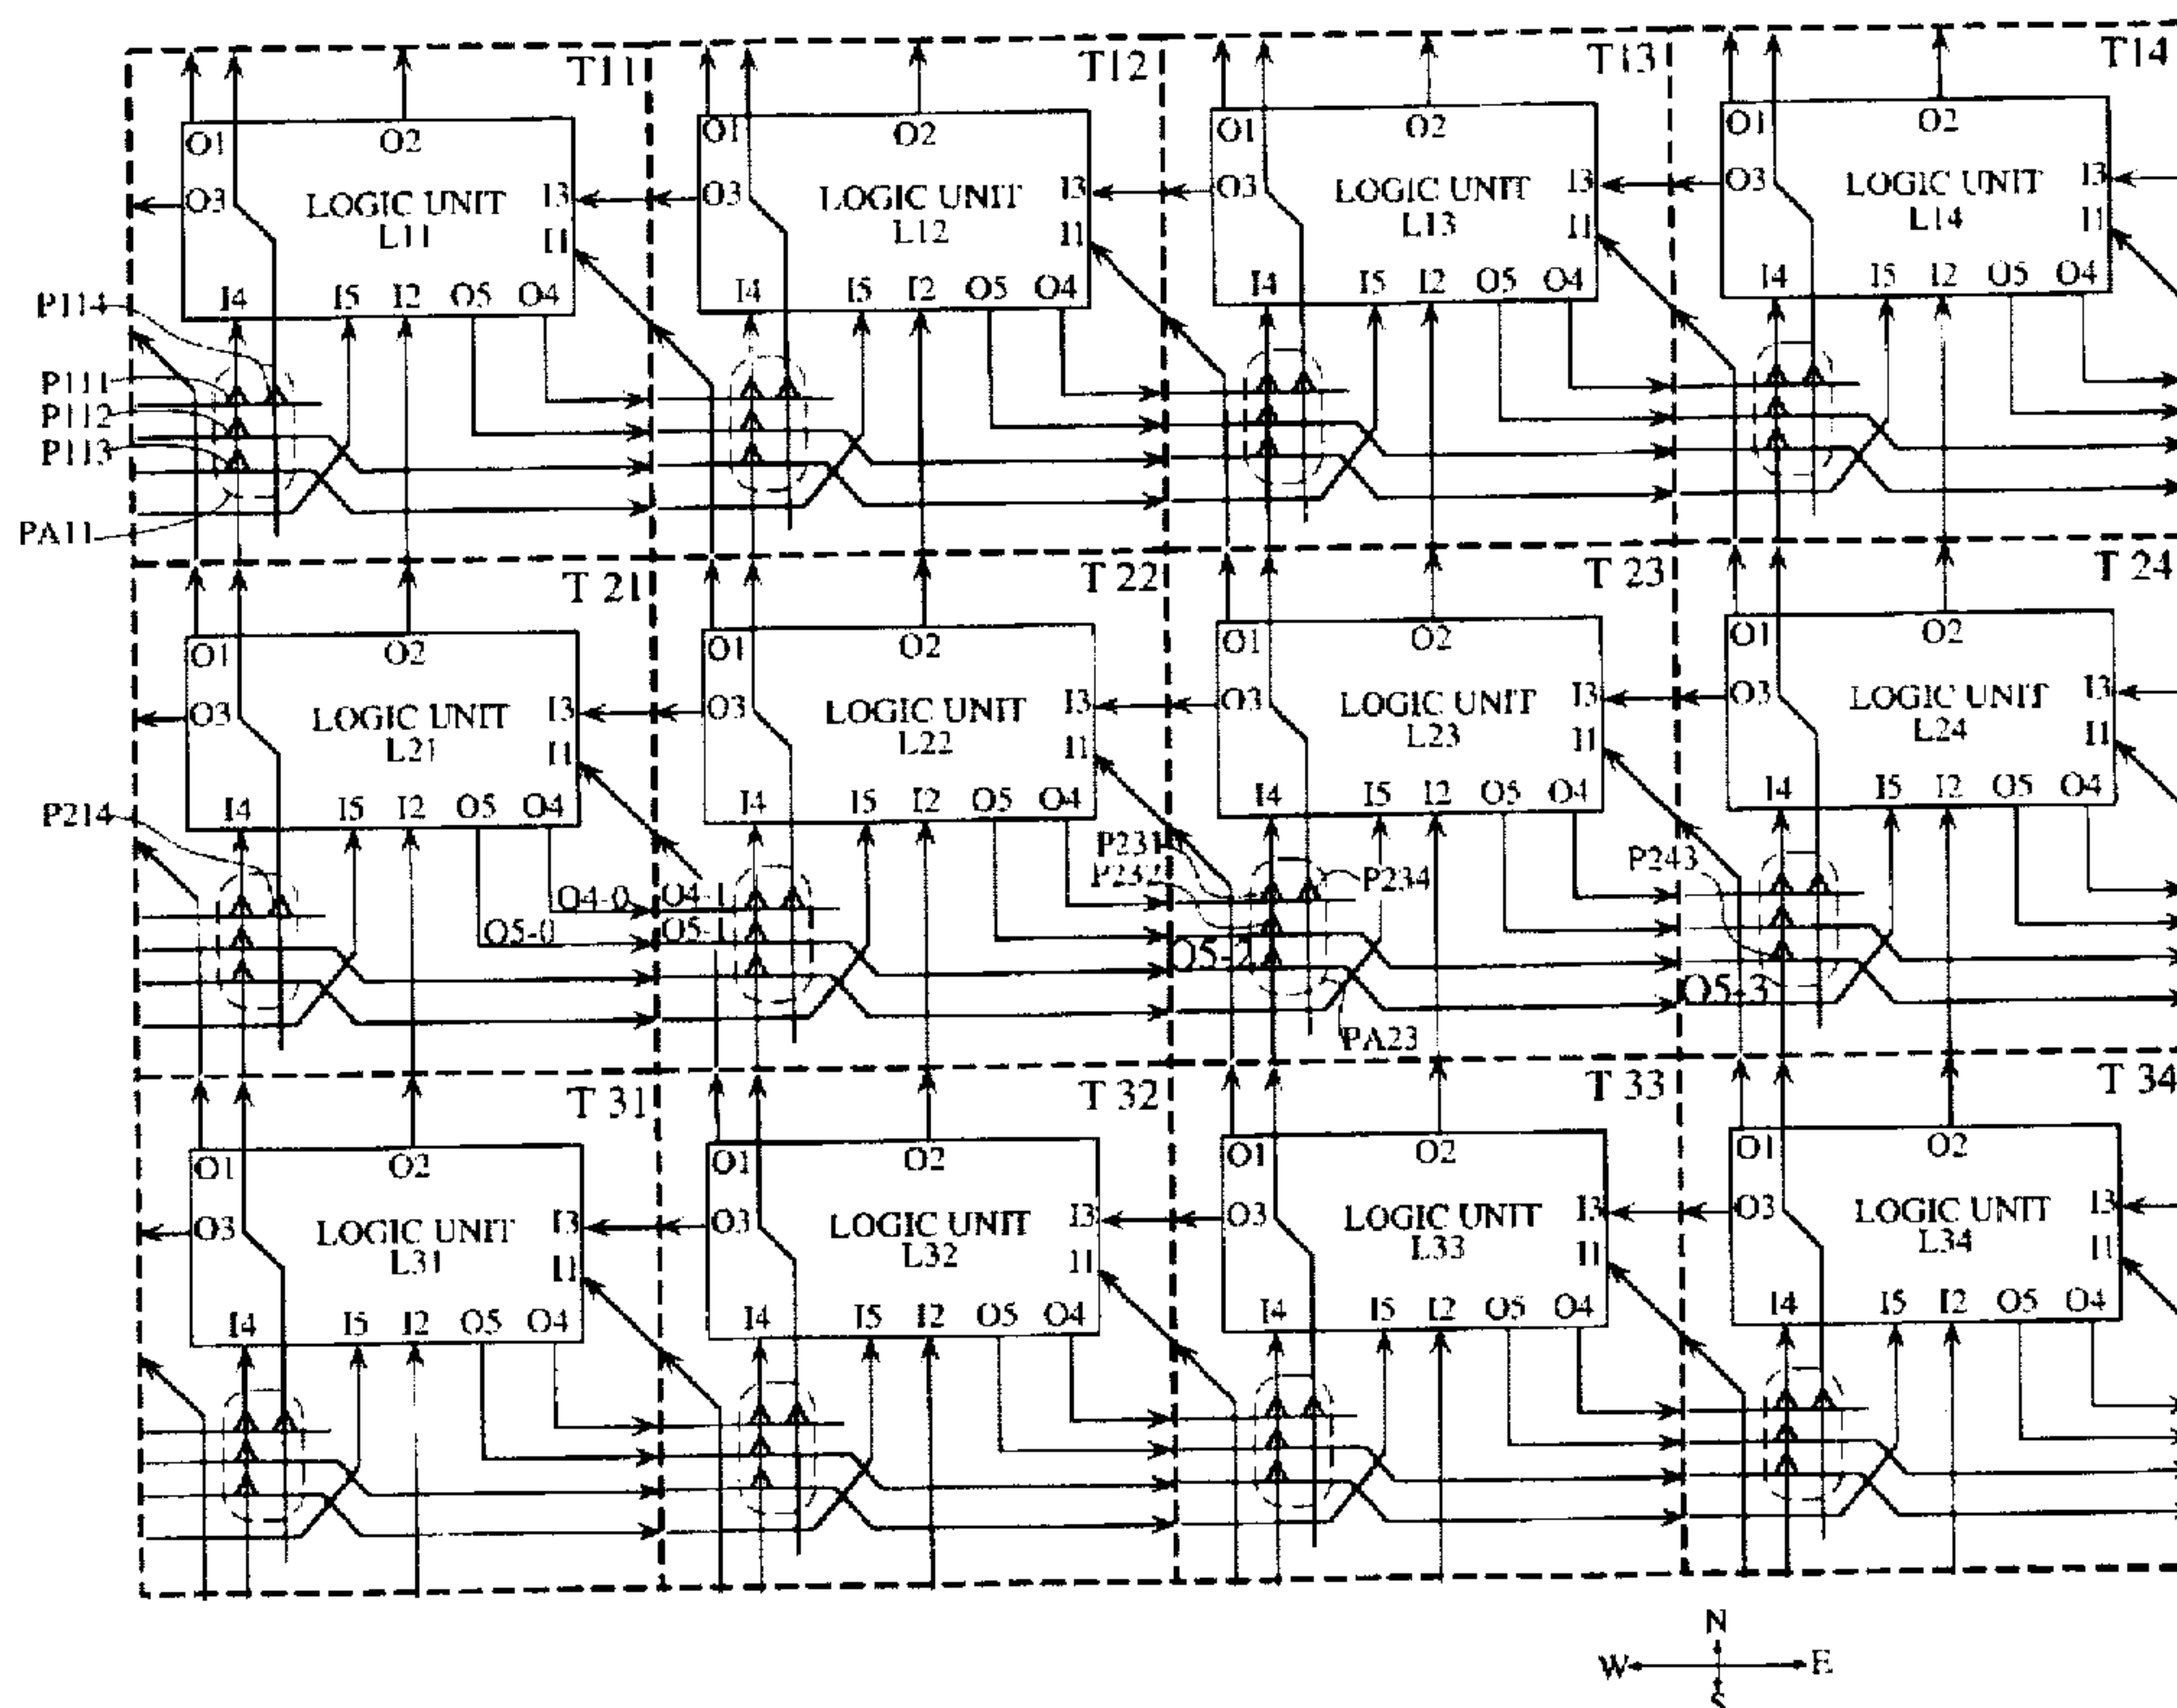 T11 T12 T13 T14
O1 O2 O1 O2 O1 O2 O1 O2
O3 LOGIC UNIT I3 O3 LOGIC UNIT I3 O3 LOGIC UNIT I3 O3 LOGIC UNIT I3
L11 I1 L12 I1 L13 I1 L14 I1
I4 I5 I2 O5 O4 I4 I5 I2 O5 O4 I4 I5 I2 O5 O4 I4 I5 I2 O5 O4
P114
P111
P112
P113
PA11
T 21 T 22 T 23 T 24
O1 O2 O1 O2 O1 O2 O1 O2
O3 LOGIC UNIT I3 O3 LOGIC UNIT I3 O3 LOGIC UNIT I3 O3 LOGIC UNIT I3
L21 I1 L22 I1 L23 I1 L24 I1
I4 I5 I2 O5 O4 I4 I5 I2 O5 O4 I4 I5 I2 O5 O4 I4 I5 I2 O5 O4
P214 P231 P243
P232 P234
O4-0 O4-1
O5-0 O5-1 O5-2
O5-3
PA23
T 31 T 32 T 33 T 34
O1 O2 O1 O2 O1 O2 O1 O2
O3 LOGIC UNIT I3 O3 LOGIC UNIT I3 O3 LOGIC UNIT I3 O3 LOGIC UNIT I3
L31 I1 L32 I1 L33 I1 L34 I1
I4 I5 I2 O5 O4 I4 I5 I2 O5 O4 I4 I5 I2 O5 O4 I4 I5 I2 O5 O4
N
W E
S